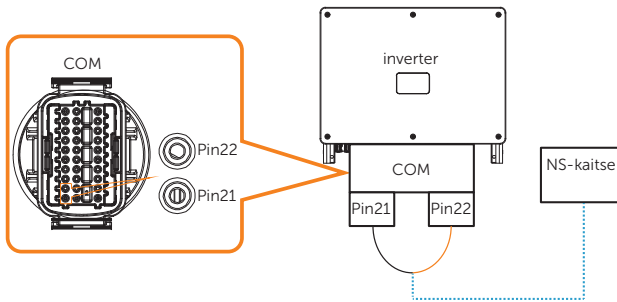 COM
Pin22
Pin21
inverter
COM
Pin21
Pin22
NS-kaitse